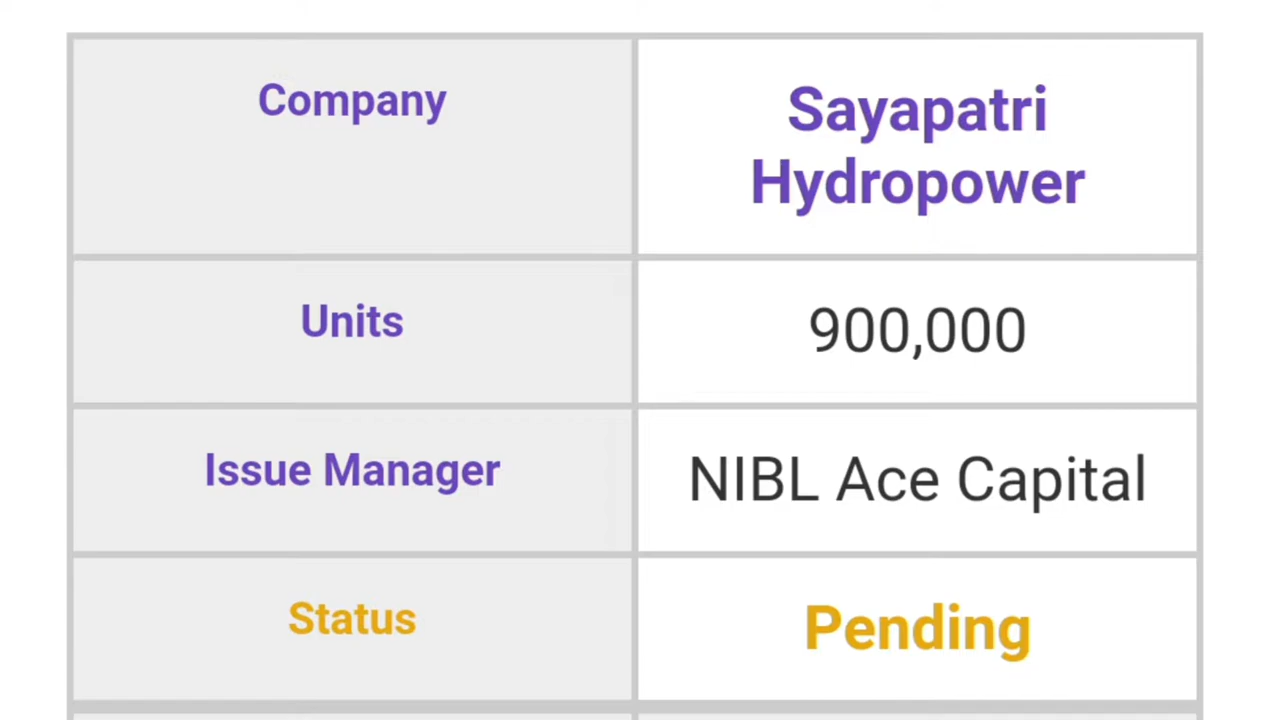 Company
Sayapatri
Hydropower
Units
900,000
Issue Manager
NIBL Ace Capital
Status
Pending